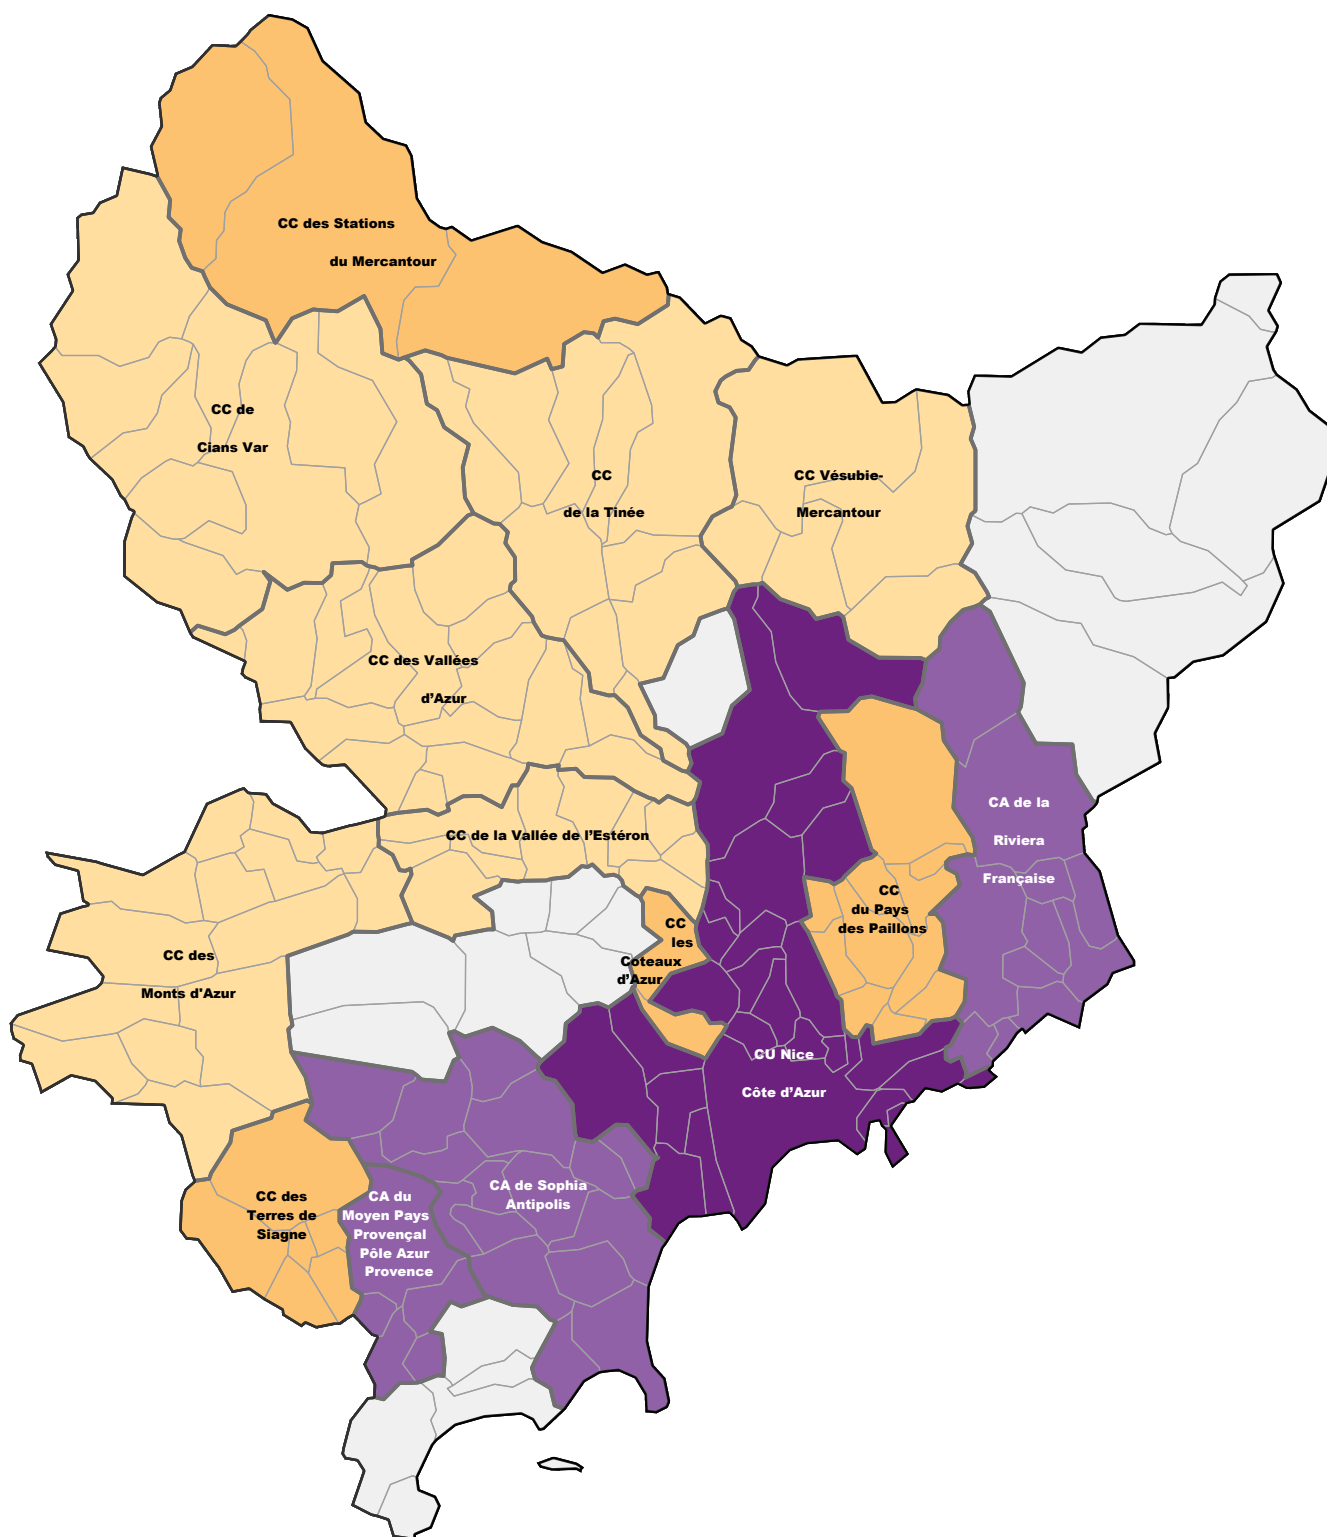 CC des Stations
du Mercantour
CC de
Cians Var
CC
de la Tinée
CC Vésubie-
Mercantour
CC des Vallées
d’Azur
CA de la
Riviera
Française
CC de la Vallée de l’Estéron
CC
du Pays
des Paillons
CC
les
Coteaux
d’Azur
CC des
Monts d'Azur
CU Nice
Côte d’Azur
CA de Sophia
Antipolis
CC des
Terres de
Siagne
CA du
Moyen Pays
Provençal
Pôle Azur
Provence